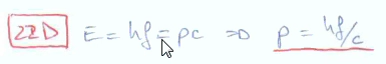 22D E = hf = pc => p = hf/c